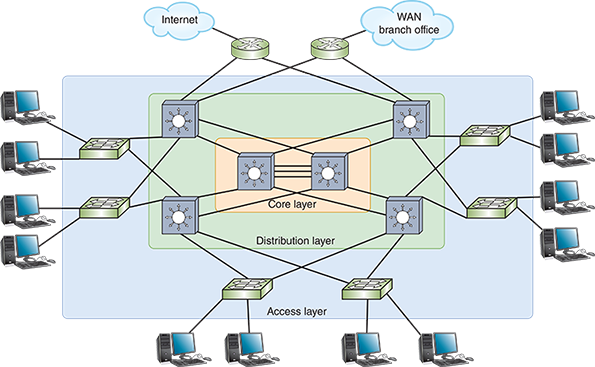 Internet
WAN
branch office
Core layer
Distribution layer
Access layer